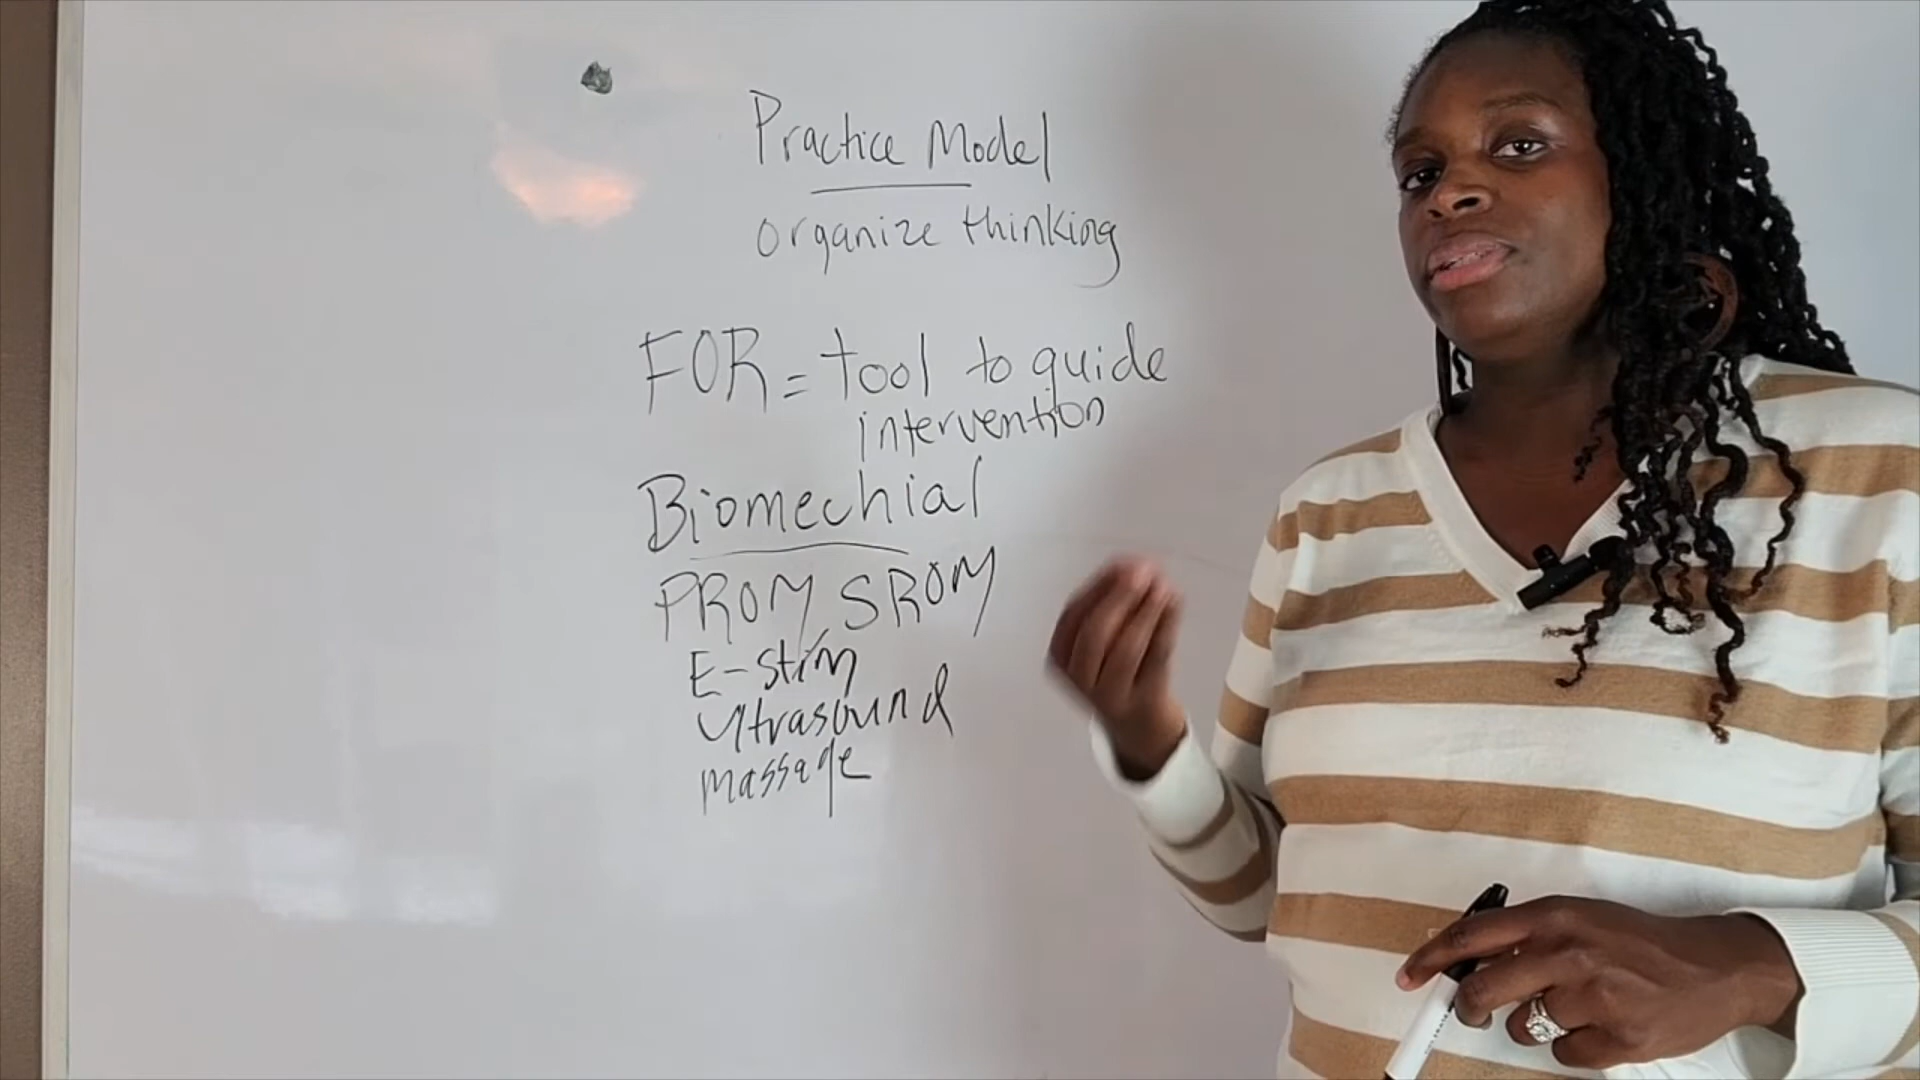 Practice Model
organize thinking
FOR = tool to guide
intervention
Biomechial
PROM SROM
E-stim
Ultrasound
massage